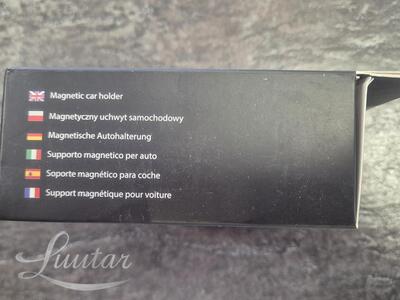 Magnetic car holder
Magnetyczny uchwyt samochodowy
Magnetische Autohalterung
Supporto magnetico per auto
Soporte magnético para coche
Support magnétique pour voiture
Luutar